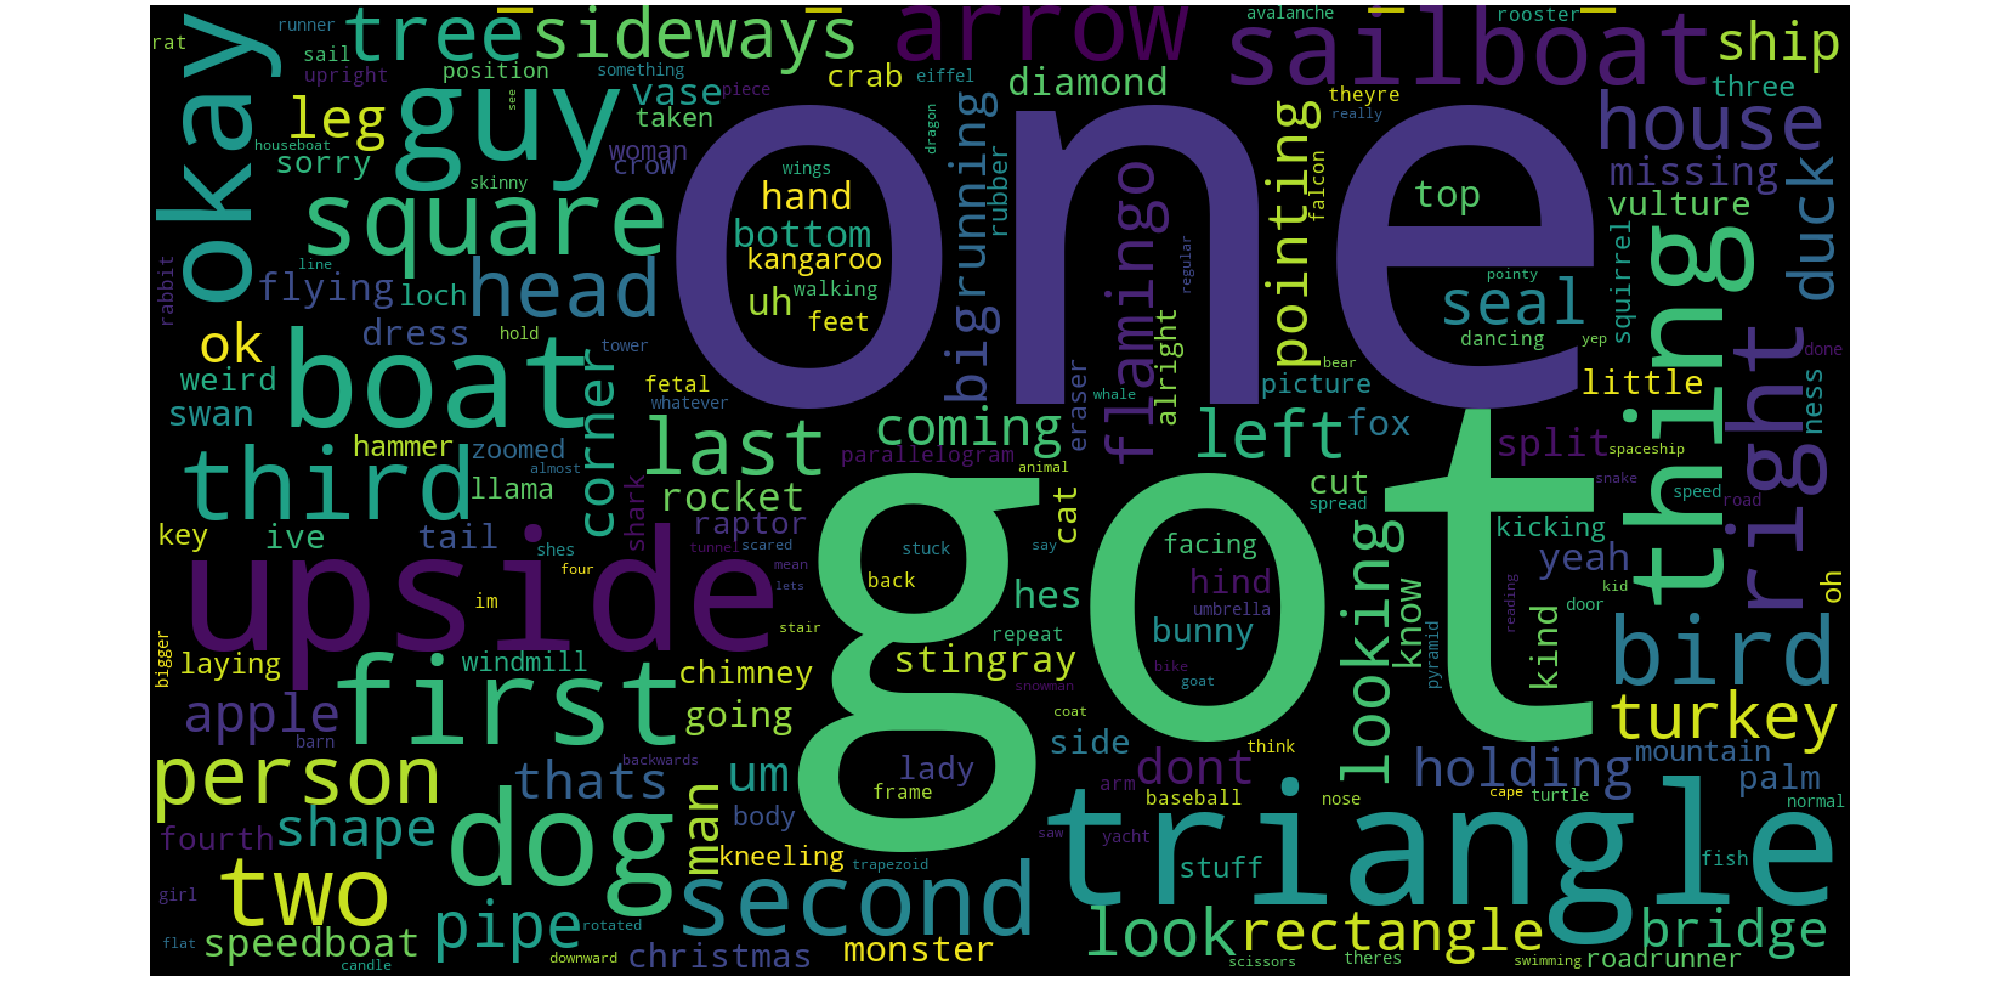 okay
rat
runner
sail
upright
tree
sideways
position
something
arrow
avalanche
rooster
sailboat
ship
crab
eiffel
diamond
three
leg
guy
see
vase
piece
taken
theyre
really
house
houseboat
sorry
woman
crow
skinny
dragon
one
wings
hand
bottom
kangaroo
uh
walking
feet
running
rubber
big
flamingo
regular
pointing
falcon
top
missing
vulture
duck
square
line
rabbit
flying
loch
head
pointy
seal
squirrel
thing
dancing
yep
ok
dress
hold
tower
boat
weird
swan
corner
fetal
whatever
eraser
whale
alright
bear
picture
little
right
done
ness
hammer
zoomed
almost
third
llama
last
coming
parallelogram
animal
left
fox
split
spaceship
rocket
cat
cut
spread
snake
speed
road
key
ive
tail
shark
raptor
tunnel
scared
mean
lets
shes
four
im
upside
stuck
say
got
back
facing
hind
umbrella
bunny
hes
repeat
kicking
yeah
looking
know
kind
reading
door
kid
oh
bird
stair
bigger
laying
windmill
first
chimney
stingray
snowman
bike
goat
pyramid
apple
barn
going
coat
turkey
person
thats
backwards
um
lady
frame
side
think
dont
arm
baseball
nose
holding
mountain
palm
cape
turtle
normal
fourth
shape
dog
man
body
kneeling
trapezoid
saw
yacht
triangle
stuff
fish
girl
two
second
flat
speedboat
pipe
rotated
candle
downward
christmas
monster
look
rectangle
bridge
scissors
theres
swimming
roadrunner